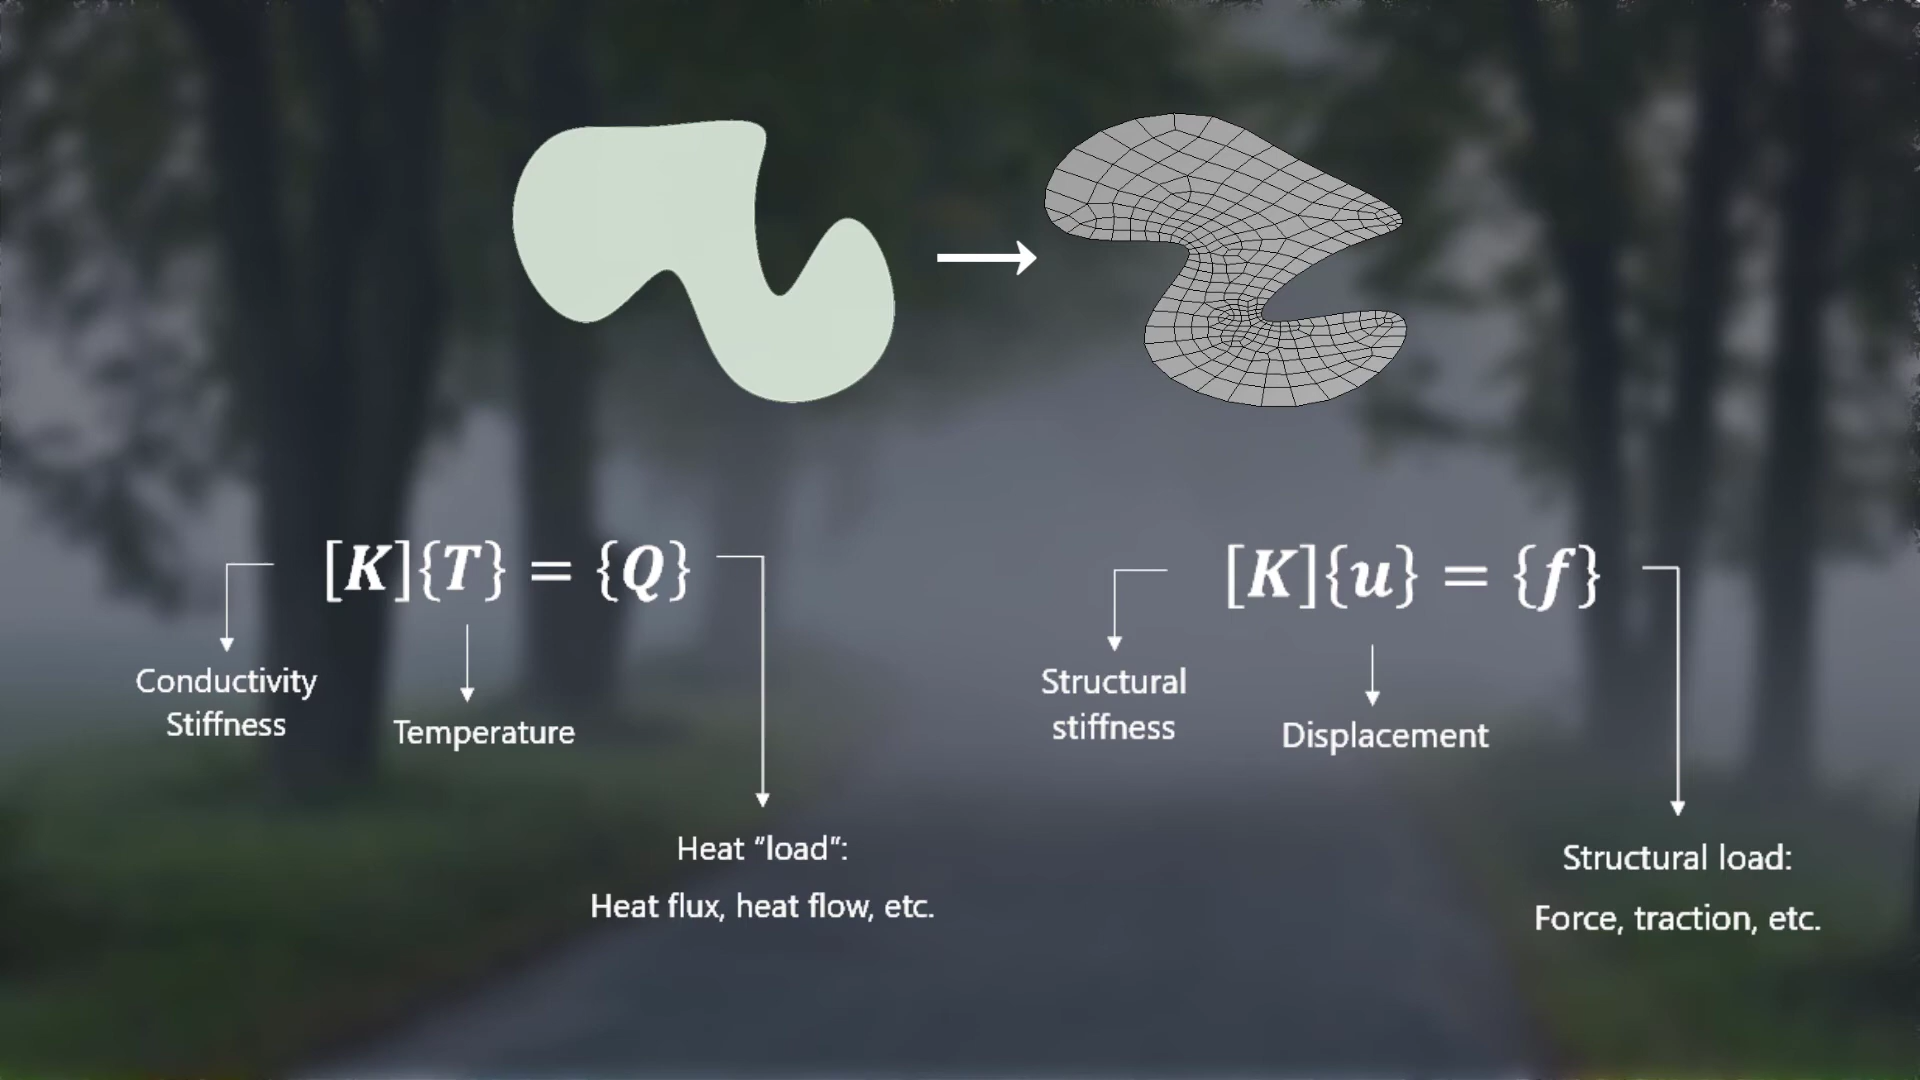 [K]{T} = {Q}
Conductivity
Stiffness
Temperature
Heat "load":
Heat flux, heat flow, etc.
[K]{u} = {f}
Structural
stiffness
Displacement
Structural load:
Force, traction, etc.